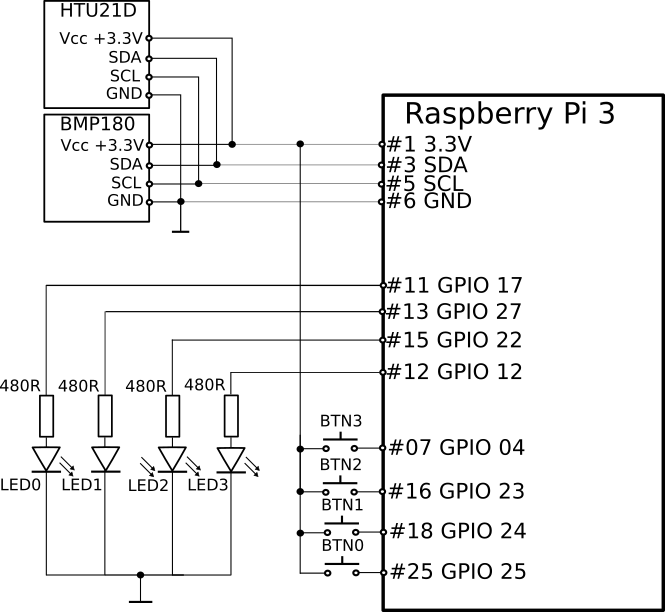 HTU21D
Vcc +3.3V
SDA
SCL
GND
BMP180
Vcc +3.3V
SDA
SCL
GND
Raspberry Pi 3
#1 3.3V
#3 SDA
#5 SCL
#6 GND
#11 GPIO 17
#13 GPIO 27
#15 GPIO 22
#12 GPIO 12
480R
480R
480R
480R
LED0
LED1
LED2
LED3
BTN3
#07 GPIO 04
BTN2
#16 GPIO 23
BTN1
#18 GPIO 24
BTN0
#25 GPIO 25